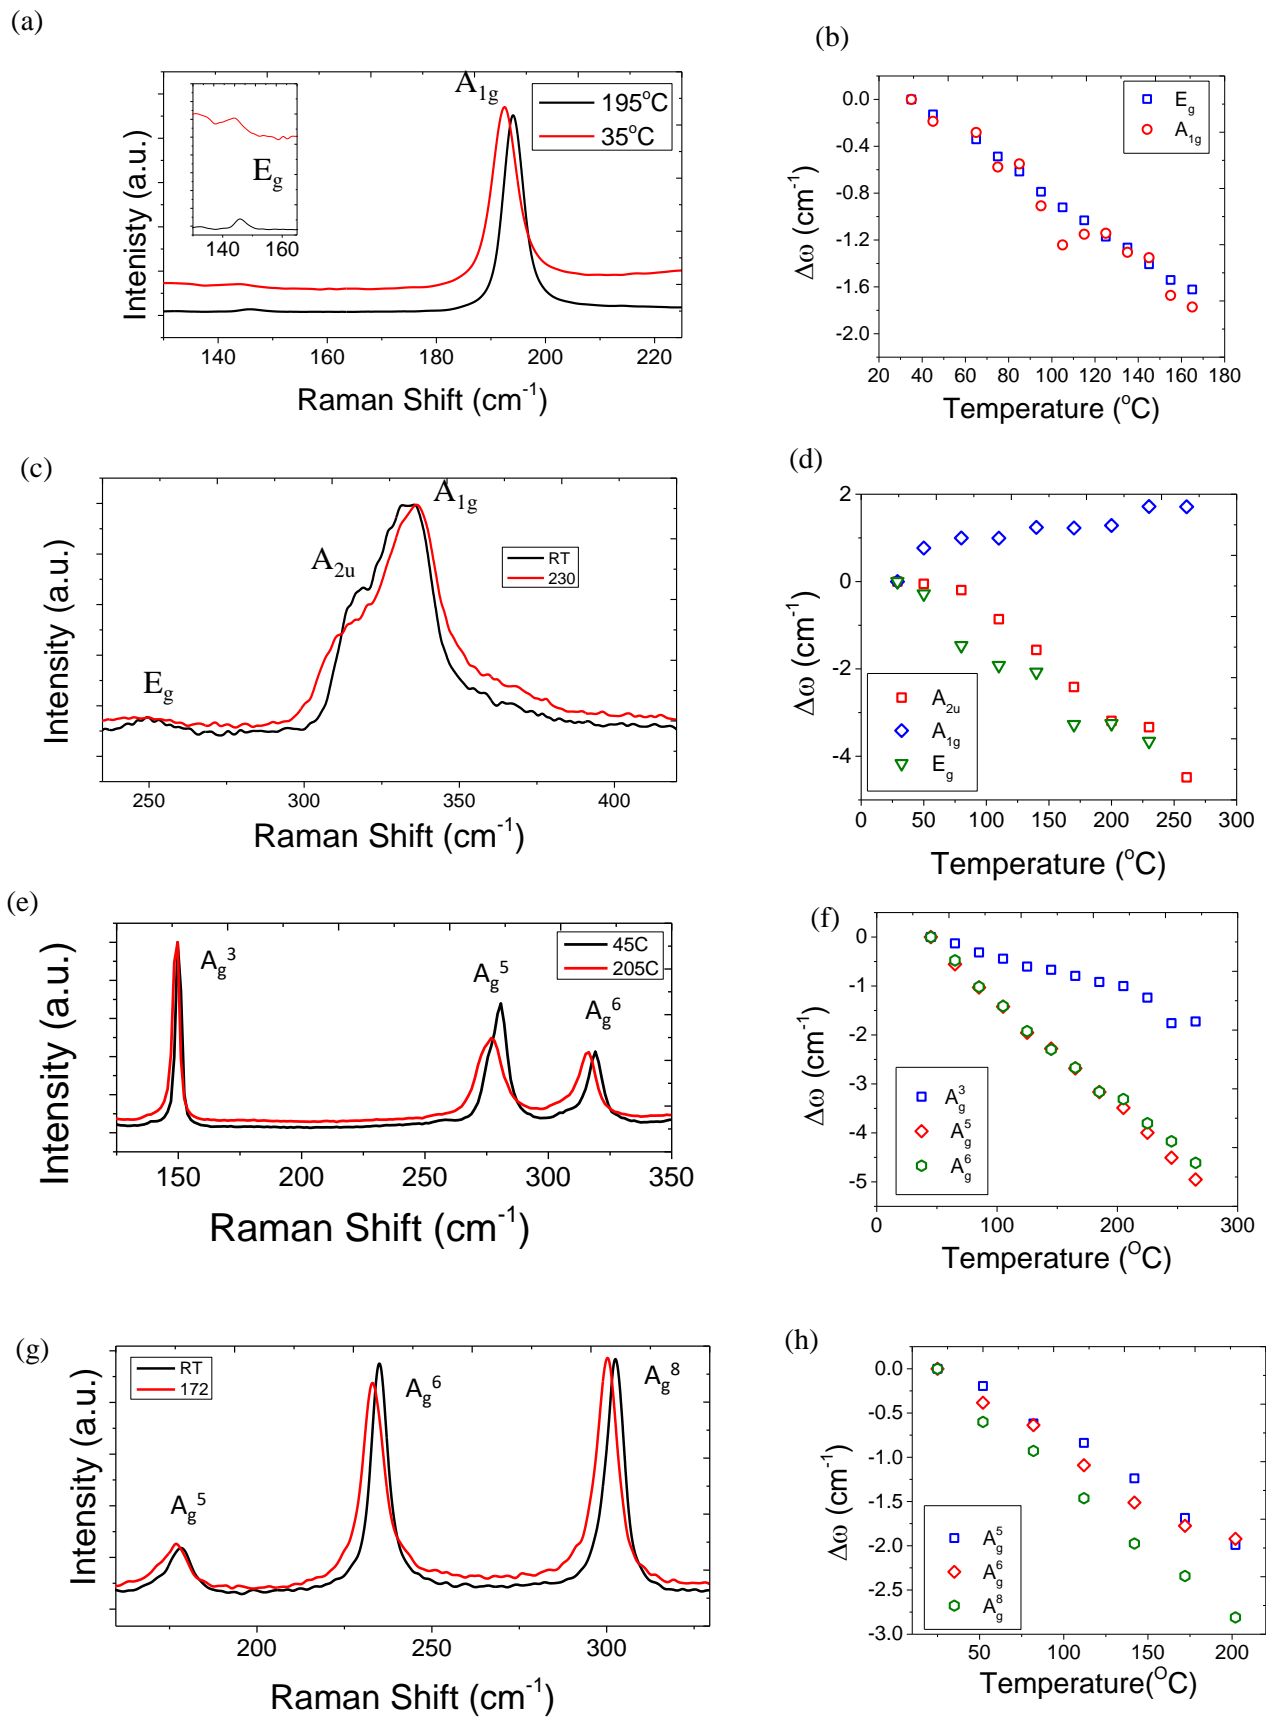 (a)
Intenisty (a.u.)
A1g
195°C
35°C
Eg
140 160
140 160 180 200 220
Raman Shift (cm-1)
(b)
Δω (cm-1)
0.0
-0.4
-0.8
-1.2
-1.6
-2.0
Eg
A1g
20 40 60 80 100 120 140 160 180
Temperature (oC)
(c)
Intensity (a.u.)
A1g
A2u
Eg
RT
230
250 300 350 400
Raman Shift (cm-1)
(d)
Δω (cm-1)
2
0
-2
-4
A2u
A1g
Eg
0 50 100 150 200 250 300
Temperature (oC)
(e)
Intensity (a.u.)
Ag3
Ag5
Ag6
45C
205C
150 200 250 300 350
Raman Shift (cm-1)
(f)
Δω (cm-1)
0
-1
-2
-3
-4
-5
Ag3
Ag5
Ag6
0 100 200 300
Temperature (OC)
(g)
Intensity (a.u.)
RT
172
Ag5
Ag6
Ag8
200 250 300
Raman Shift (cm-1)
(h)
Δω (cm-1)
0.0
-0.5
-1.0
-1.5
-2.0
-2.5
-3.0
Ag5
Ag6
Ag8
50 100 150 200
Temperature(OC)